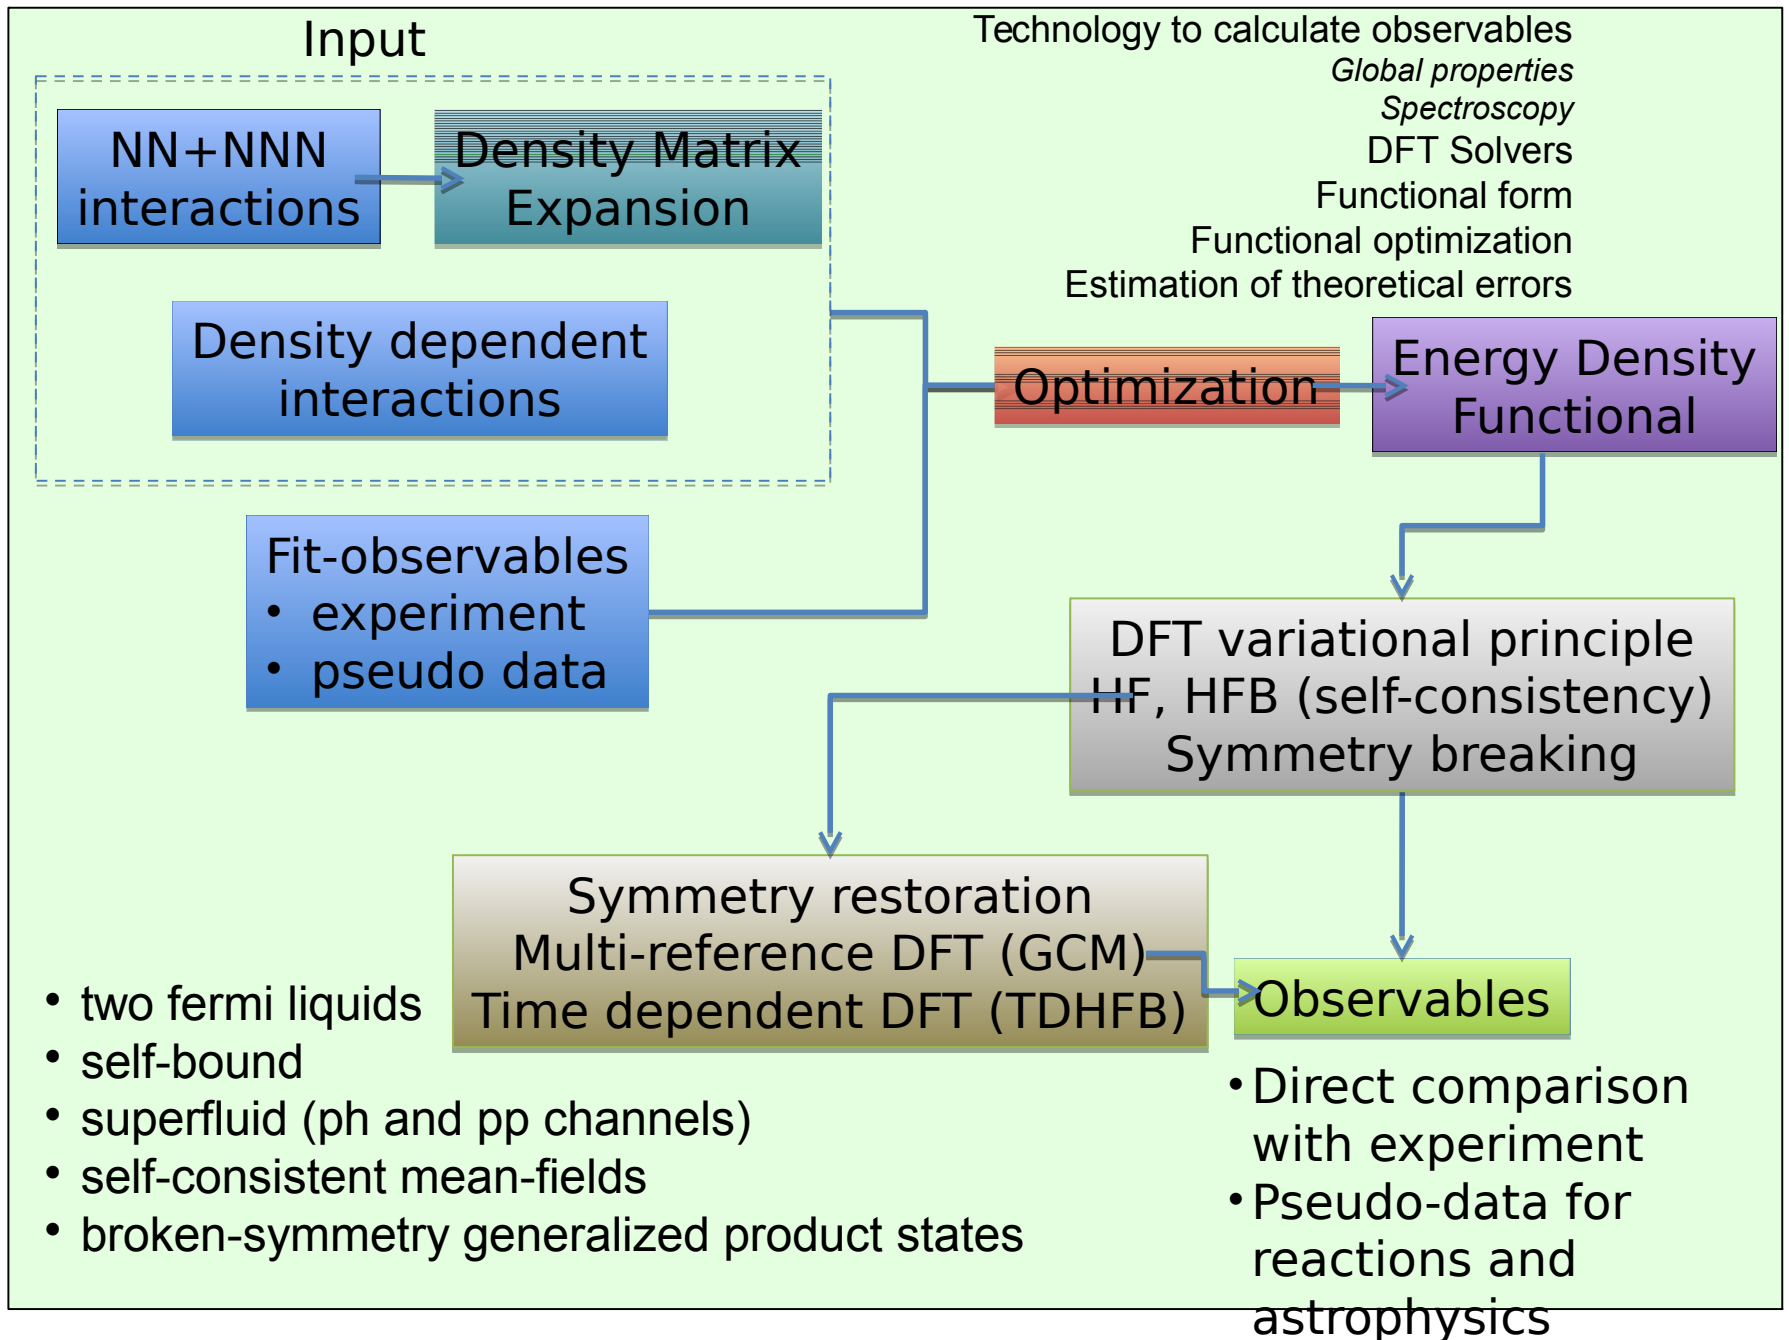 Input
Technology to calculate observables
Global properties
Spectroscopy
DFT Solvers
Functional form
Functional optimization
Estimation of theoretical errors
NN+NNN
interactions
Density Matrix
Expansion
Density dependent
interactions
Optimization
Energy Density
Functional
Fit-observables
• experiment
• pseudo data
DFT variational principle
HF, HFB (self-consistency)
Symmetry breaking
Symmetry restoration
Multi-reference DFT (GCM)
Time dependent DFT (TDHFB)
Observables
• two fermi liquids
• self-bound
• superfluid (ph and pp channels)
• self-consistent mean-fields
• broken-symmetry generalized product states
• Direct comparison
with experiment
• Pseudo-data for
reactions and
astrophysics